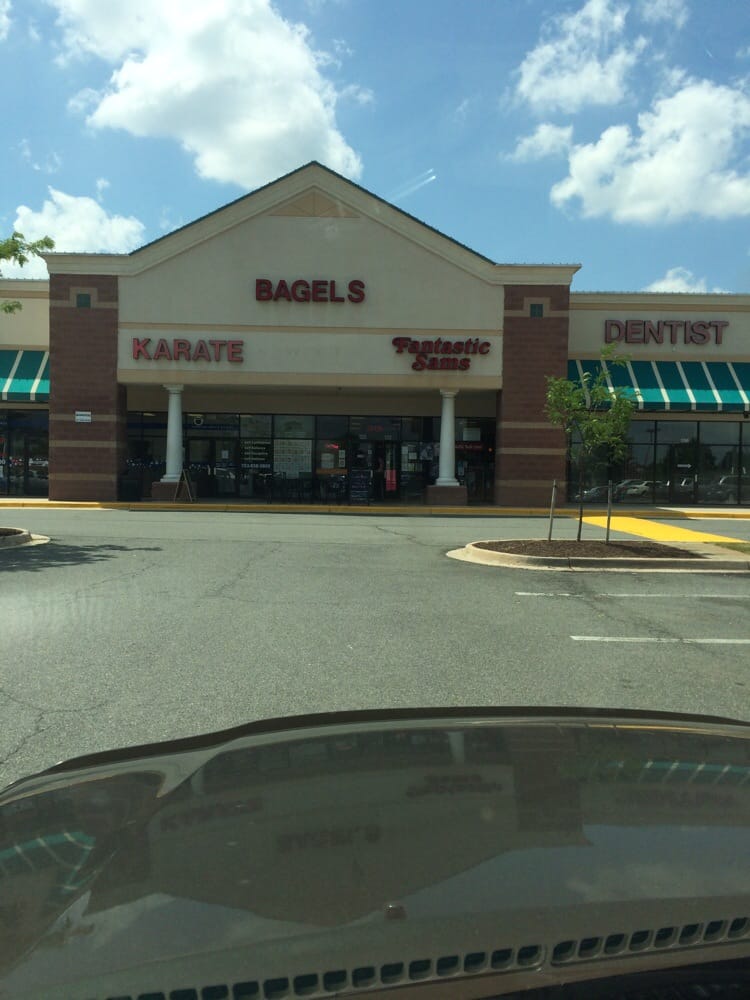 BAGELS
KARATE
Fantastic
Sams
DENTIST